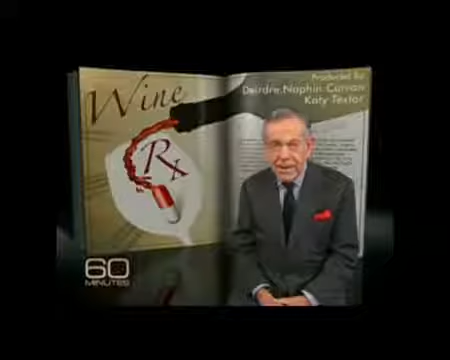 Wine
Rx
Produced By
Deirdre Naphin Curran
Katy Textor
60
MINUTES